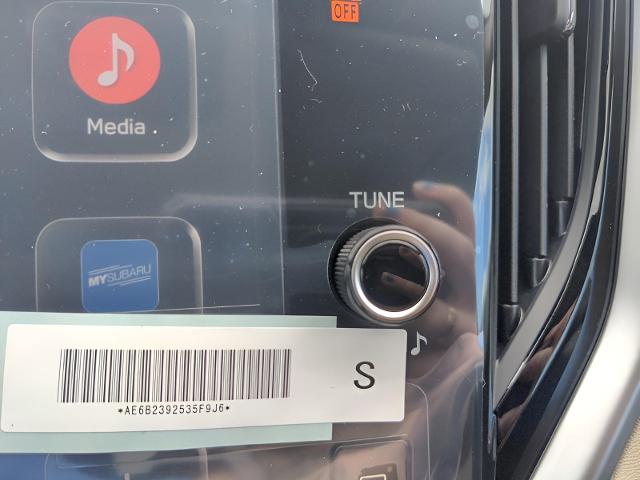 OFF
Media
TUNE
MYSUBARU
S
*AE6B2392535F9J6*